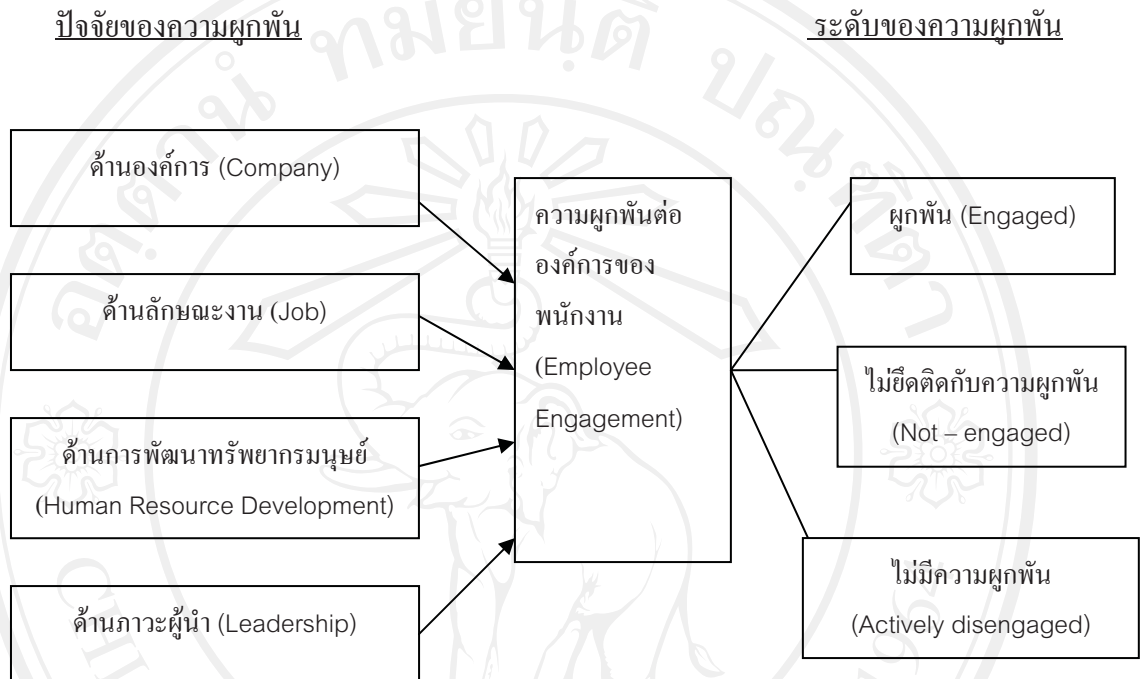 ปัจจัยของความผูกพัน
ระดับของความผูกพัน
ด้านองค์การ (Company)
ด้านลักษณะงาน (Job)
ด้านการพัฒนาทรัพยากรมนุษย์
(Human Resource Development)
ด้านภาวะผู้นำ (Leadership)
ความผูกพันต่อ
องค์การของ
พนักงาน
(Employee
Engagement)
ผูกพัน (Engaged)
ไม่ยึดติดกับความผูกพัน
(Not – engaged)
ไม่มีความผูกพัน
(Actively disengaged)